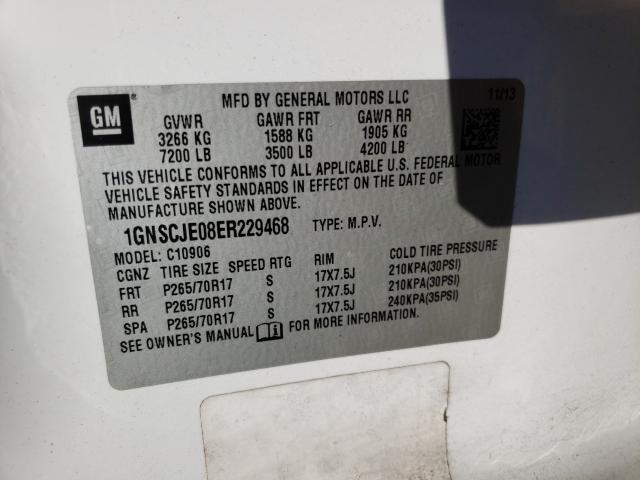 GM
MFD BY GENERAL MOTORS LLC 11/13
GVWR GAWR FRT GAWR RR
3266 KG 1588 KG 1905 KG
7200 LB 3500 LB 4200 LB
THIS VEHICLE CONFORMS TO ALL APPLICABLE U.S. FEDERAL MOTOR
VEHICLE SAFETY STANDARDS IN EFFECT ON THE DATE OF
MANUFACTURE SHOWN ABOVE.
1GNSCJE08ER229468 TYPE: M.P.V.
MODEL: C10906
CGNZ TIRE SIZE SPEED RTG RIM COLD TIRE PRESSURE
FRT P265/70R17 S 17X7.5J 210KPA(30PSI)
RR P265/70R17 S 17X7.5J 210KPA(30PSI)
SPA P265/70R17 S 17X7.5J 240KPA(35PSI)
SEE OWNER'S MANUAL FOR MORE INFORMATION.